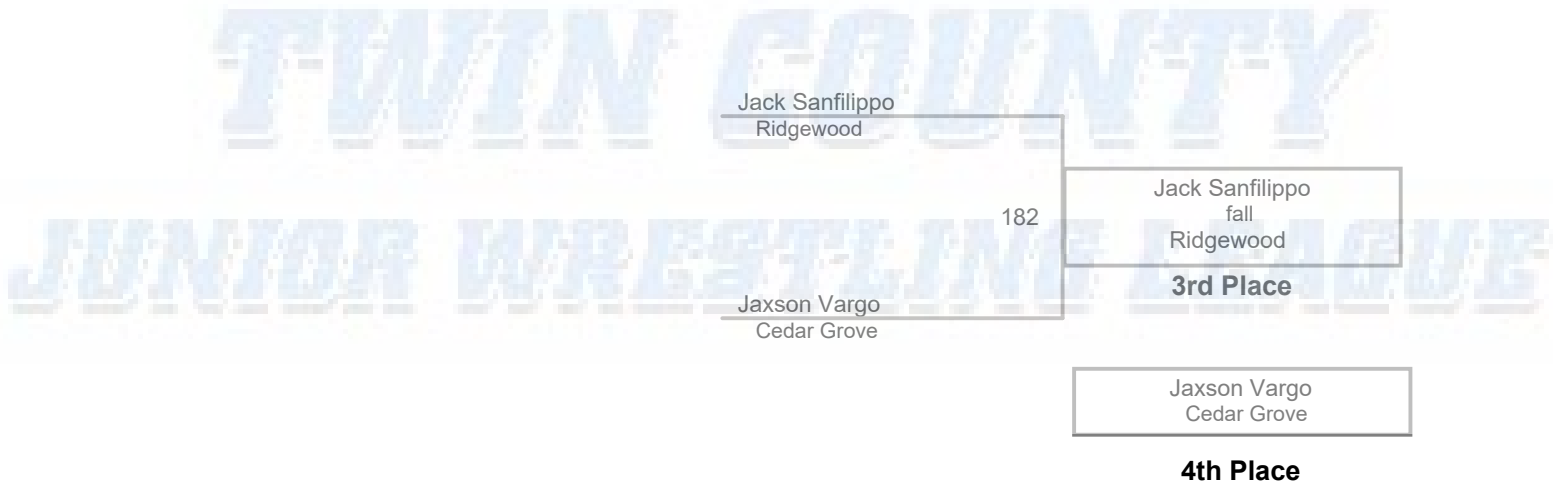 TWIN COUNTY
JUNIOR WRESTLING LEAGUE
Jack Sanfilippo
Ridgewood
182
Jack Sanfilippo
fall
Ridgewood
3rd Place
Jaxson Vargo
Cedar Grove
Jaxson Vargo
Cedar Grove
4th Place